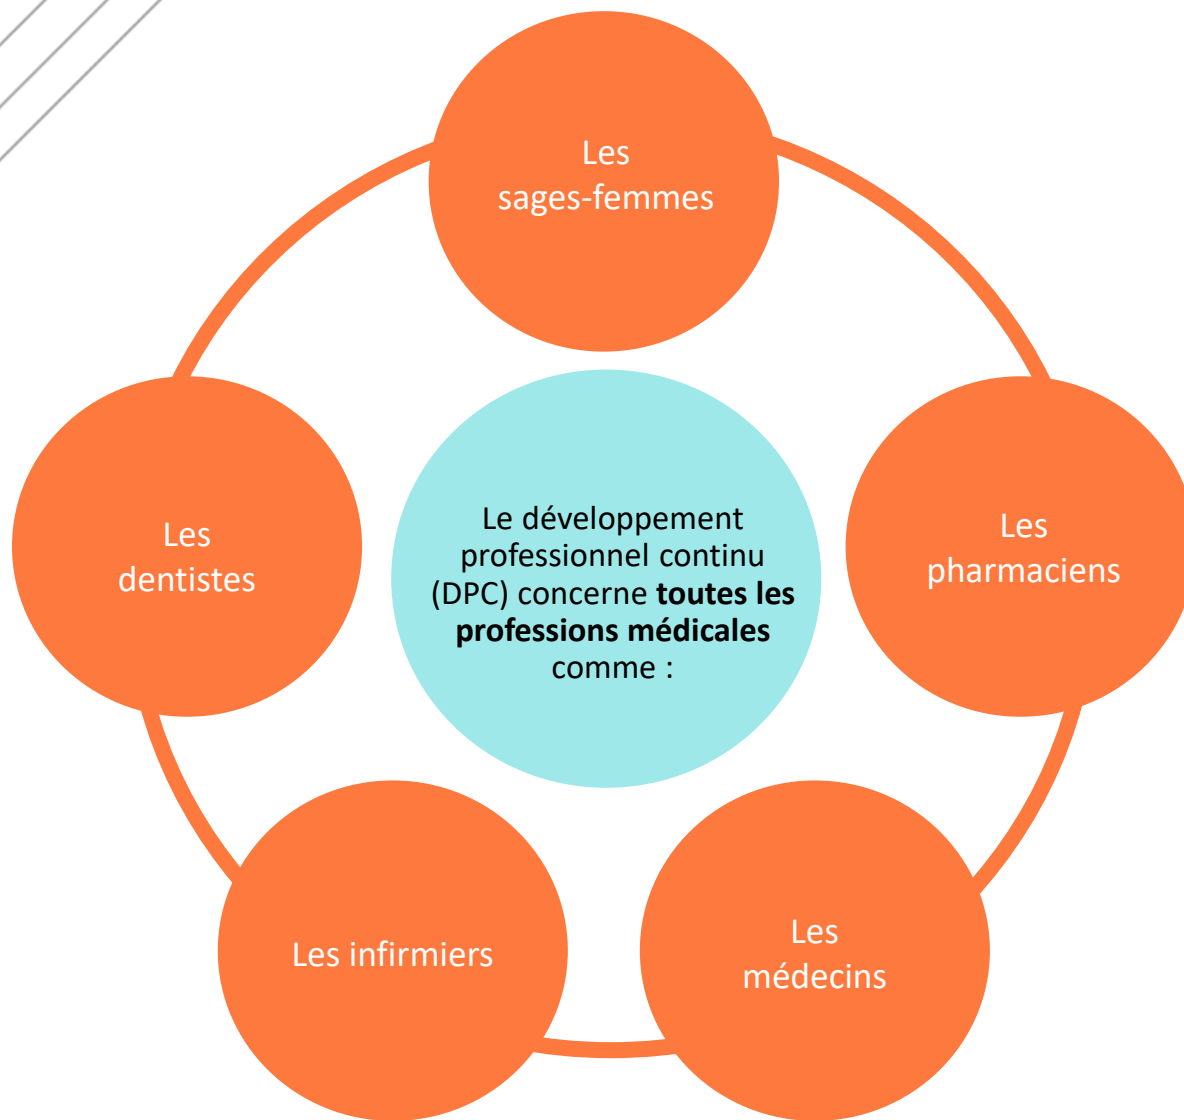 Les
sages-femmes
Les
dentistes
Le développement
professionnel continu
(DPC) concerne toutes les
professions médicales
comme :
Les
pharmaciens
Les infirmiers
Les
médecins